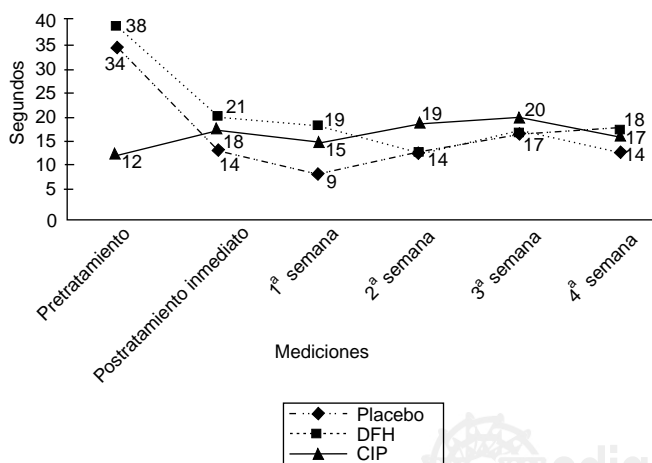 40
35
35
25
20
15
10
5
0
Segundos
38
34
12
21
18
14
19
15
9
19
14
20
17
18
17
14
Pretratamiento
Postratamiento inmediato
1ª semana
2ª semana
3ª semana
4ª semana
Mediciones
Placebo
DFH
CIP